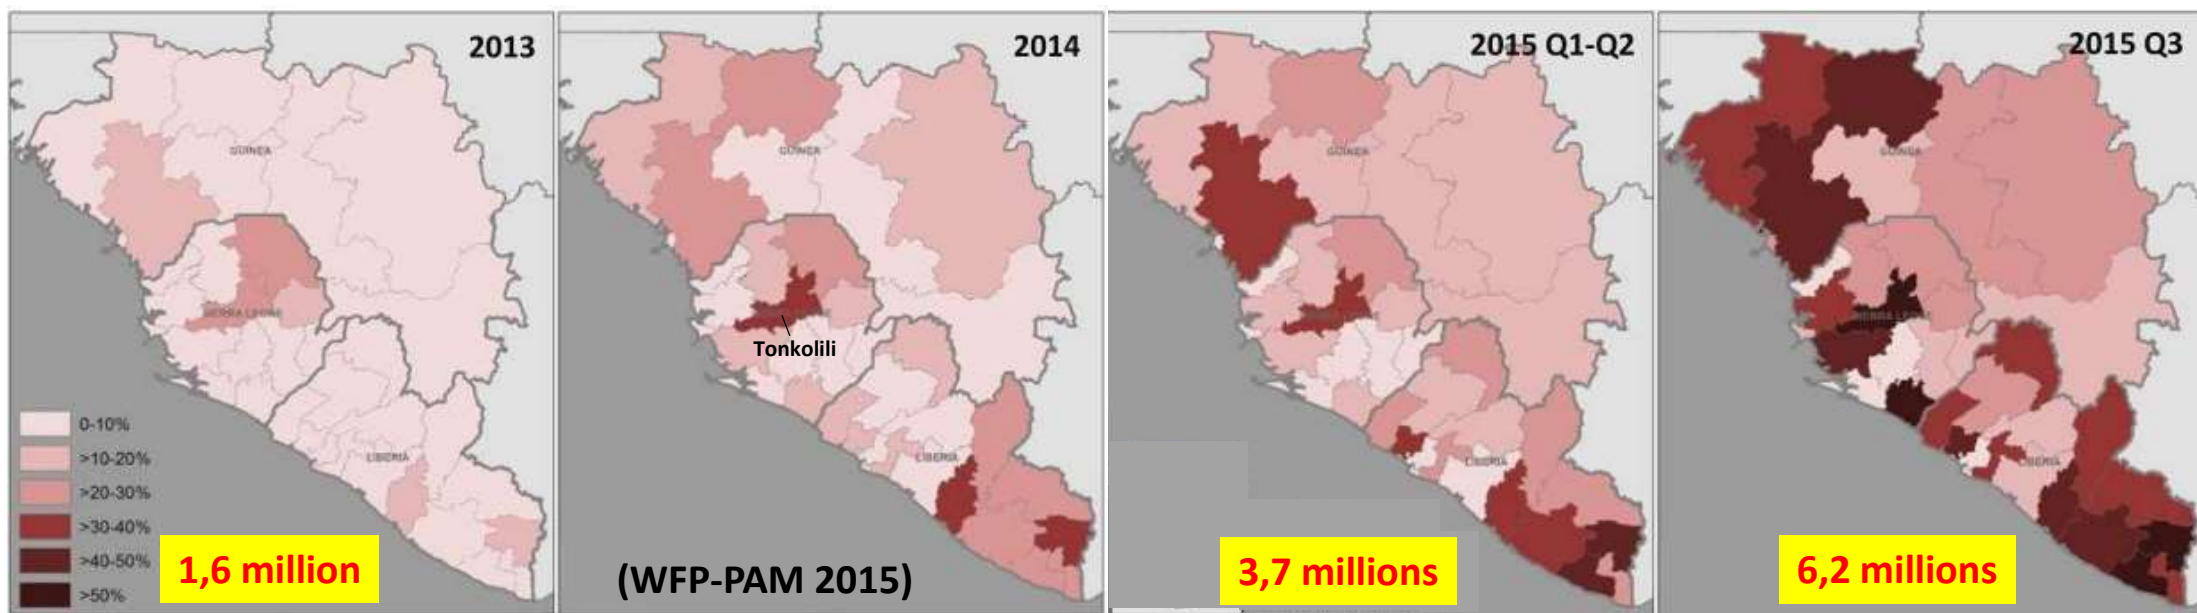 2013
GUINEA
SIERRA LEONE
LIBERIA
0-10%
>10-20%
>20-30%
>30-40%
>40-50%
>50%
1,6 million
2014
GUINEA
Tonkolili
LIBERIA
(WFP-PAM 2015)
2015 Q1-Q2
GUINEA
LIBERIA
3,7 millions
2015 Q3
GUINEA
SIERRA LEONE
LIBERIA
6,2 millions